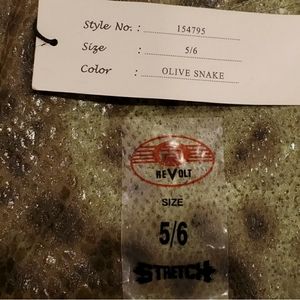 Style No. : 154795
Size : 5/6
Color : OLIVE SNAKE
REVOLT
SIZE
5/6
STRETCH